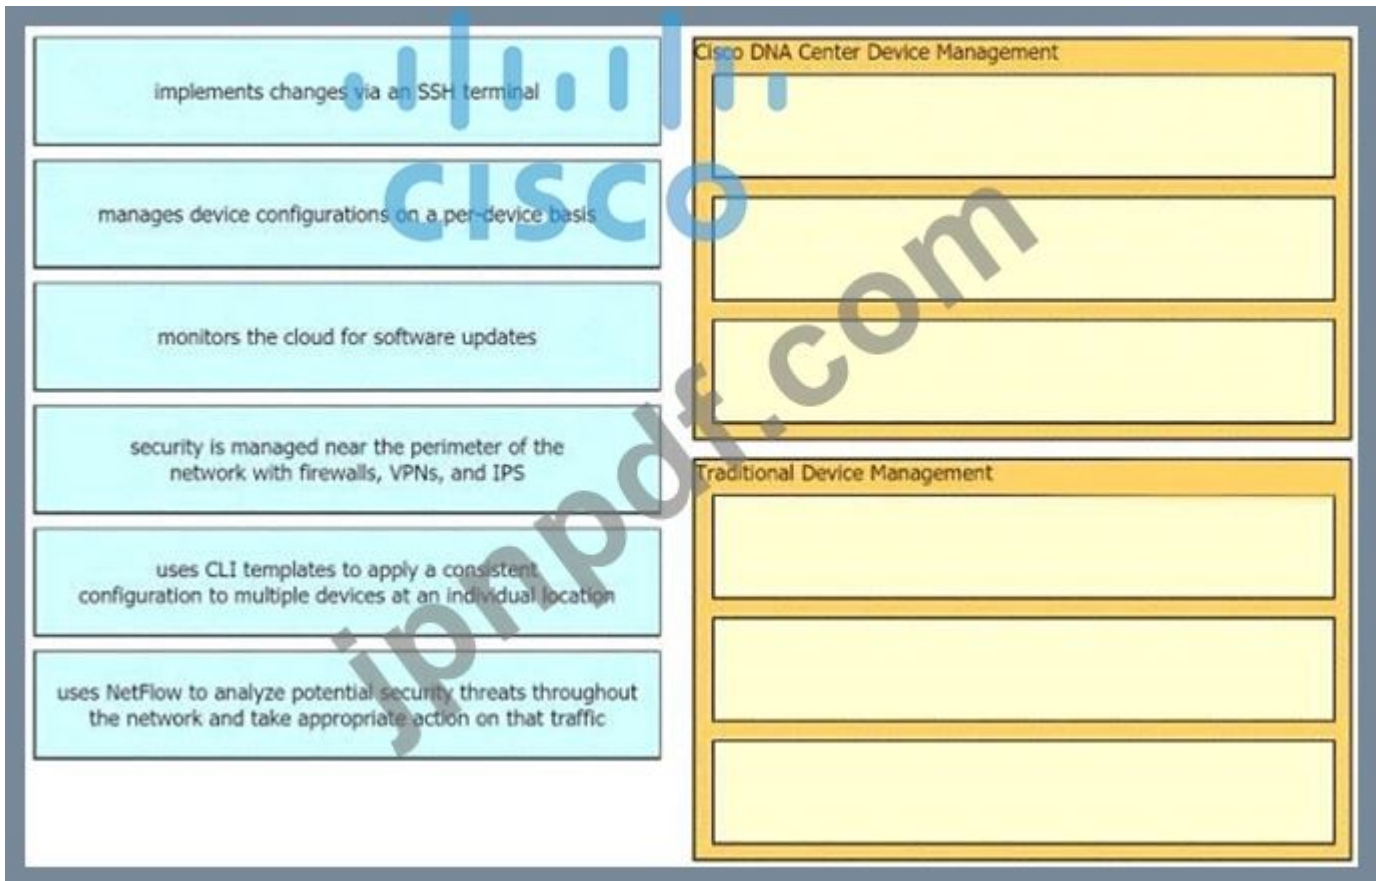 implements changes via an SSH terminal
manages device configurations on a per-device basis
monitors the cloud for software updates
security is managed near the perimeter of the
network with firewalls, VPNs, and IPS
uses CLI templates to apply a consistent
configuration to multiple devices at an individual location
uses NetFlow to analyze potential security threats throughout
the network and take appropriate action on that traffic
Cisco DNA Center Device Management
Traditional Device Management
CISCO
jpnpdf.com